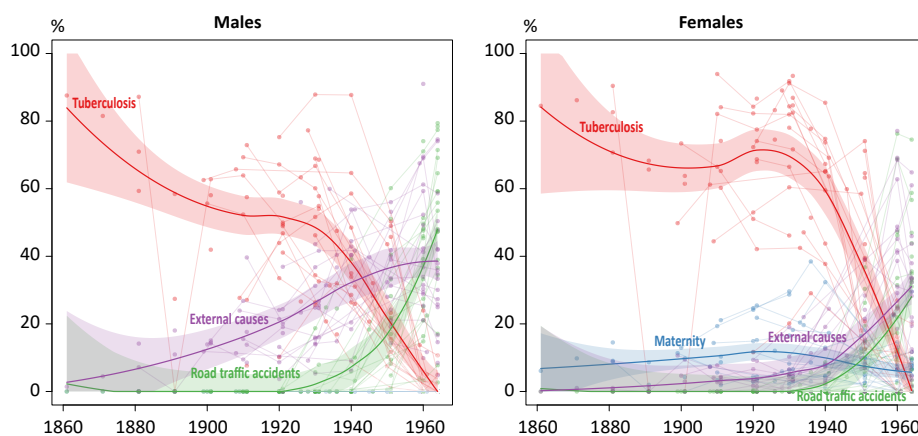 Males
%
100
80
60
40
20
0
Tuberculosis
External causes
Road traffic accidents
1860 1880 1900 1920 1940 1960
Females
%
100
80
60
40
20
0
Tuberculosis
Maternity
External causes
Road traffic accidents
1860 1880 1900 1920 1940 1960